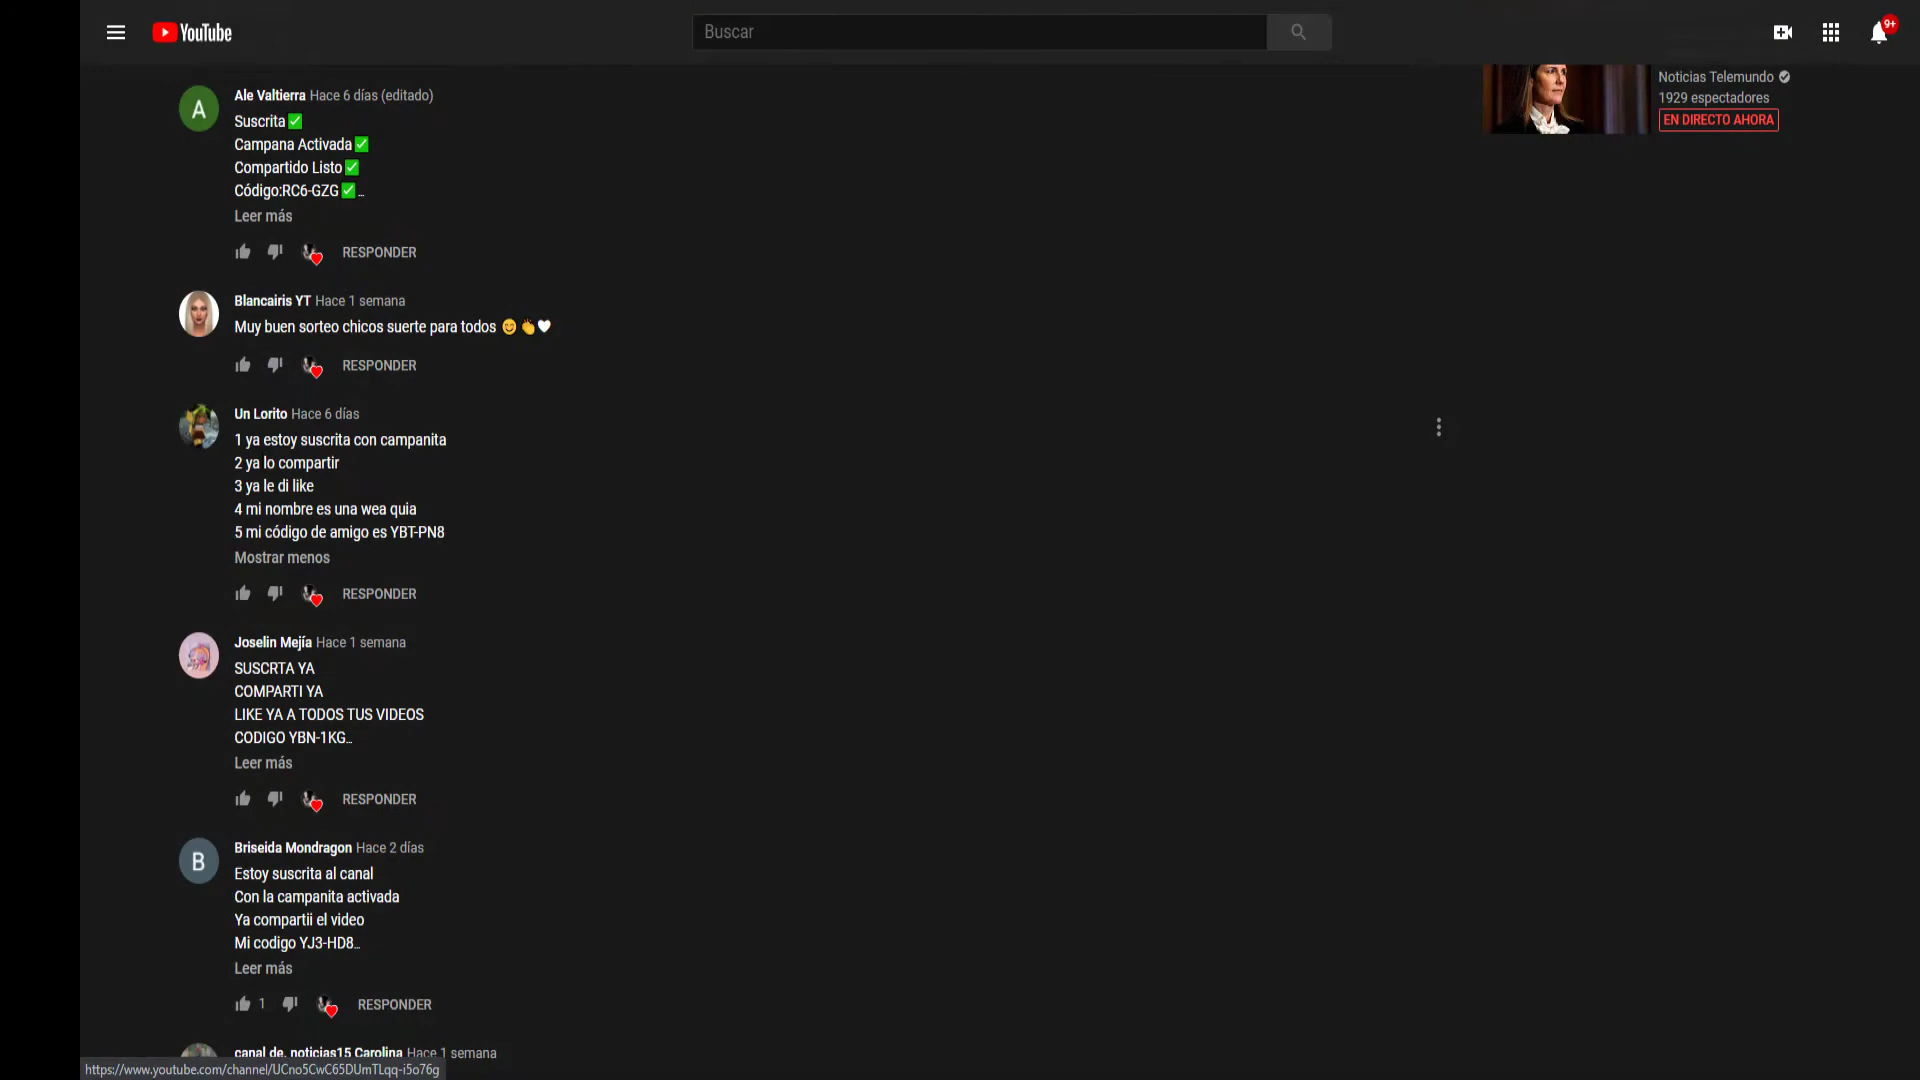 YouTube
Buscar
9+
Noticias Telemundo
1929 espectadores
EN DIRECTO AHORA
A
Ale Valtierra Hace 6 días (editado)
Suscrita✅
Campana Activada✅
Compartido Listo✅
Código:RC6-GZG✅...
Leer más
RESPONDER
Blancairis YT Hace 1 semana
Muy buen sorteo chicos suerte para todos 😊👏🤍
RESPONDER
Un Lorito Hace 6 días
1 ya estoy suscrita con campanita
2 ya lo compartir
3 ya le di like
4 mi nombre es una wea quia
5 mi código de amigo es YBT-PN8
Mostrar menos
RESPONDER
Joselin Mejía Hace 1 semana
SUSCRTA YA
COMPARTI YA
LIKE YA A TODOS TUS VIDEOS
CODIGO YBN-1KG...
Leer más
RESPONDER
B
Briseida Mondragon Hace 2 días
Estoy suscrita al canal
Con la campanita activada
Ya compartii el video
Mi codigo YJ3-HD8...
Leer más
1 RESPONDER
canal de. noticias15 Carolina Hace 1 semana
https://www.youtube.com/channel/UCno5CwC65DUmTLqq-i5o76g